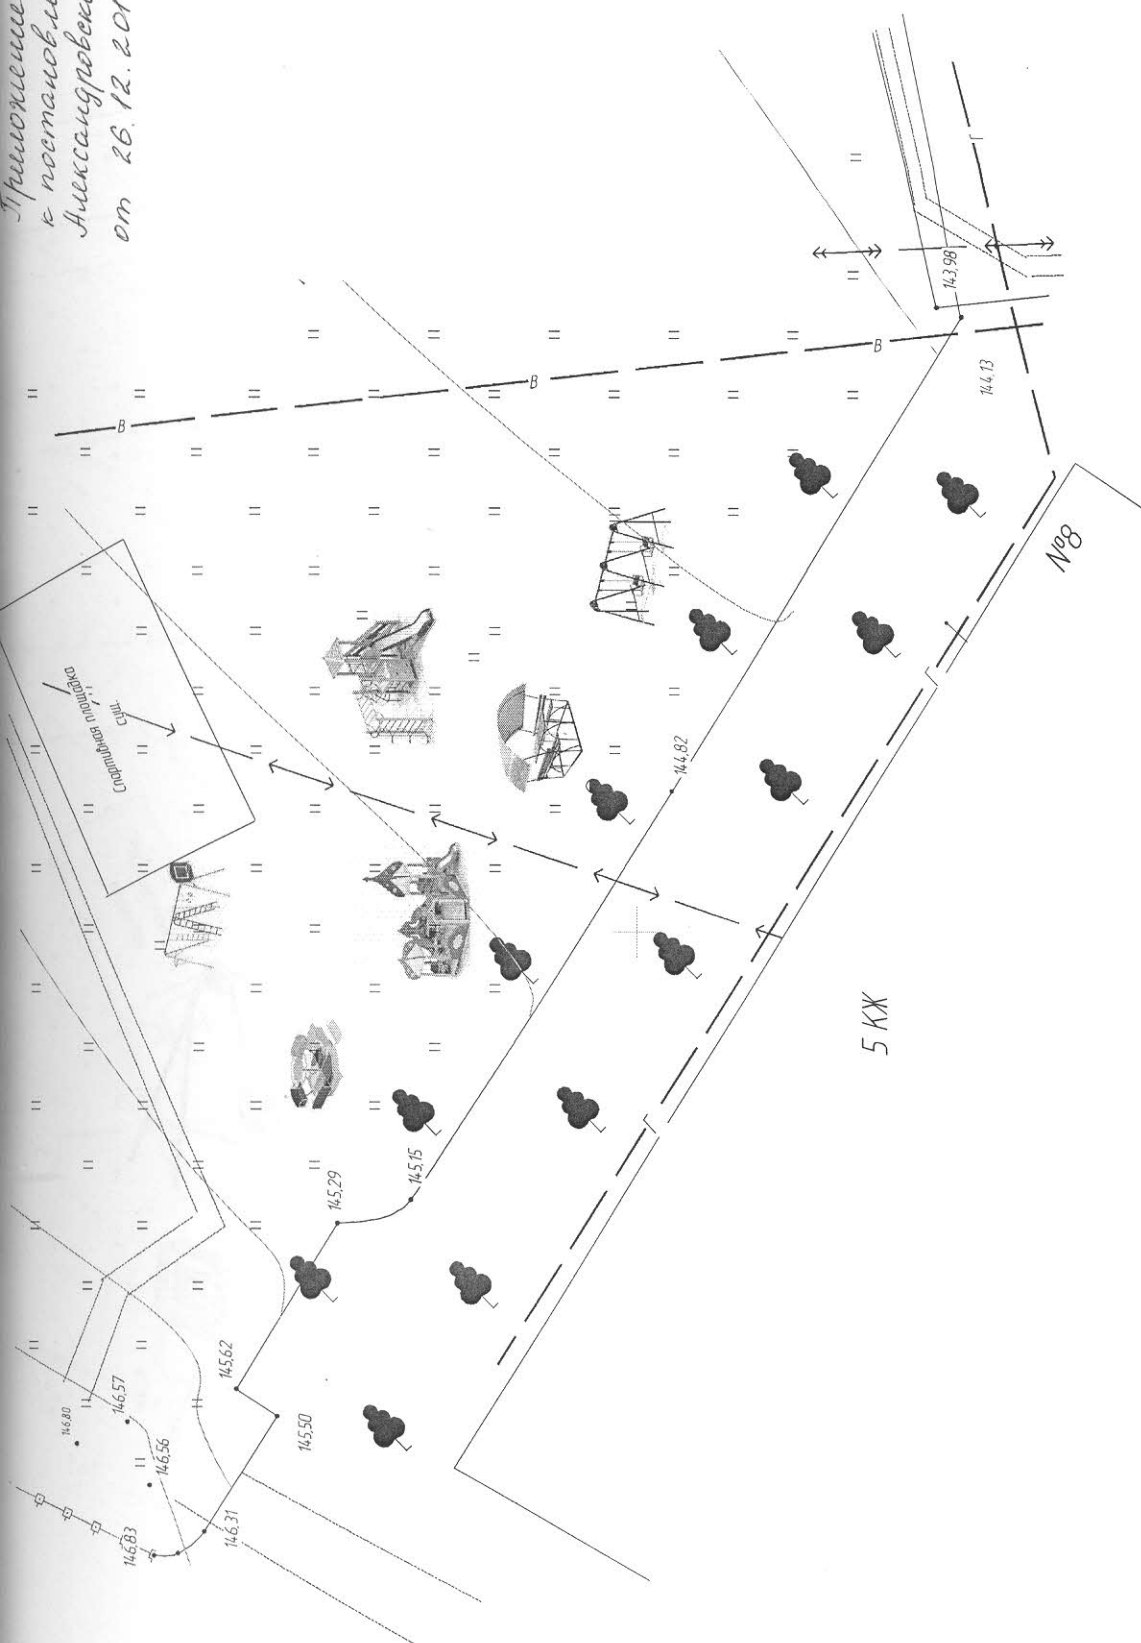 Приложение
к
Александровск
от 26.12.201
В
В
В
Г
Г
Г
Спортивная площадка
сущ.
143,98
144.13
144,82
145,15
145,29
145,62
145,50
146,57
146,80
146,56
146,31
146,83
№8
5 КЖ